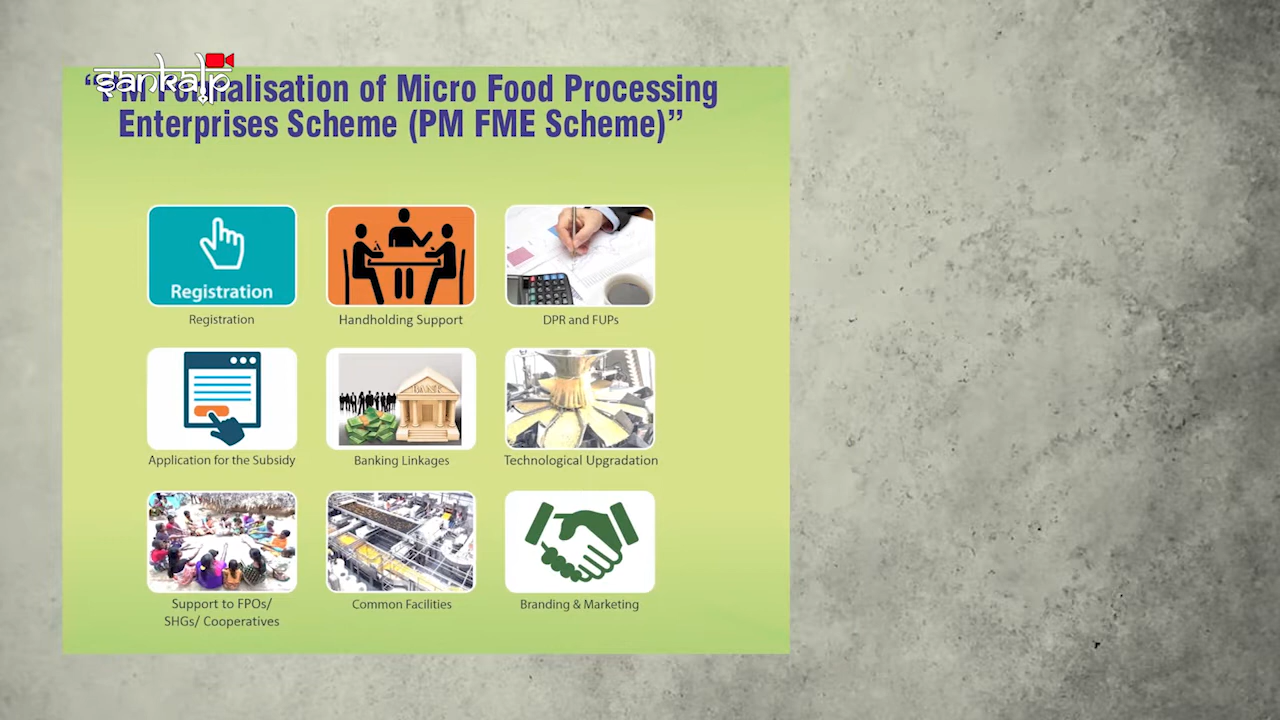 sankalp
“PM Formalisation of Micro Food Processing
Enterprises Scheme (PM FME Scheme)”
Registration
Registration
Handholding Support
DPR and FUPs
BANK
Application for the Subsidy
Banking Linkages
Technological Upgradation
Support to FPOs/
SHGs/ Cooperatives
Common Facilities
Branding & Marketing